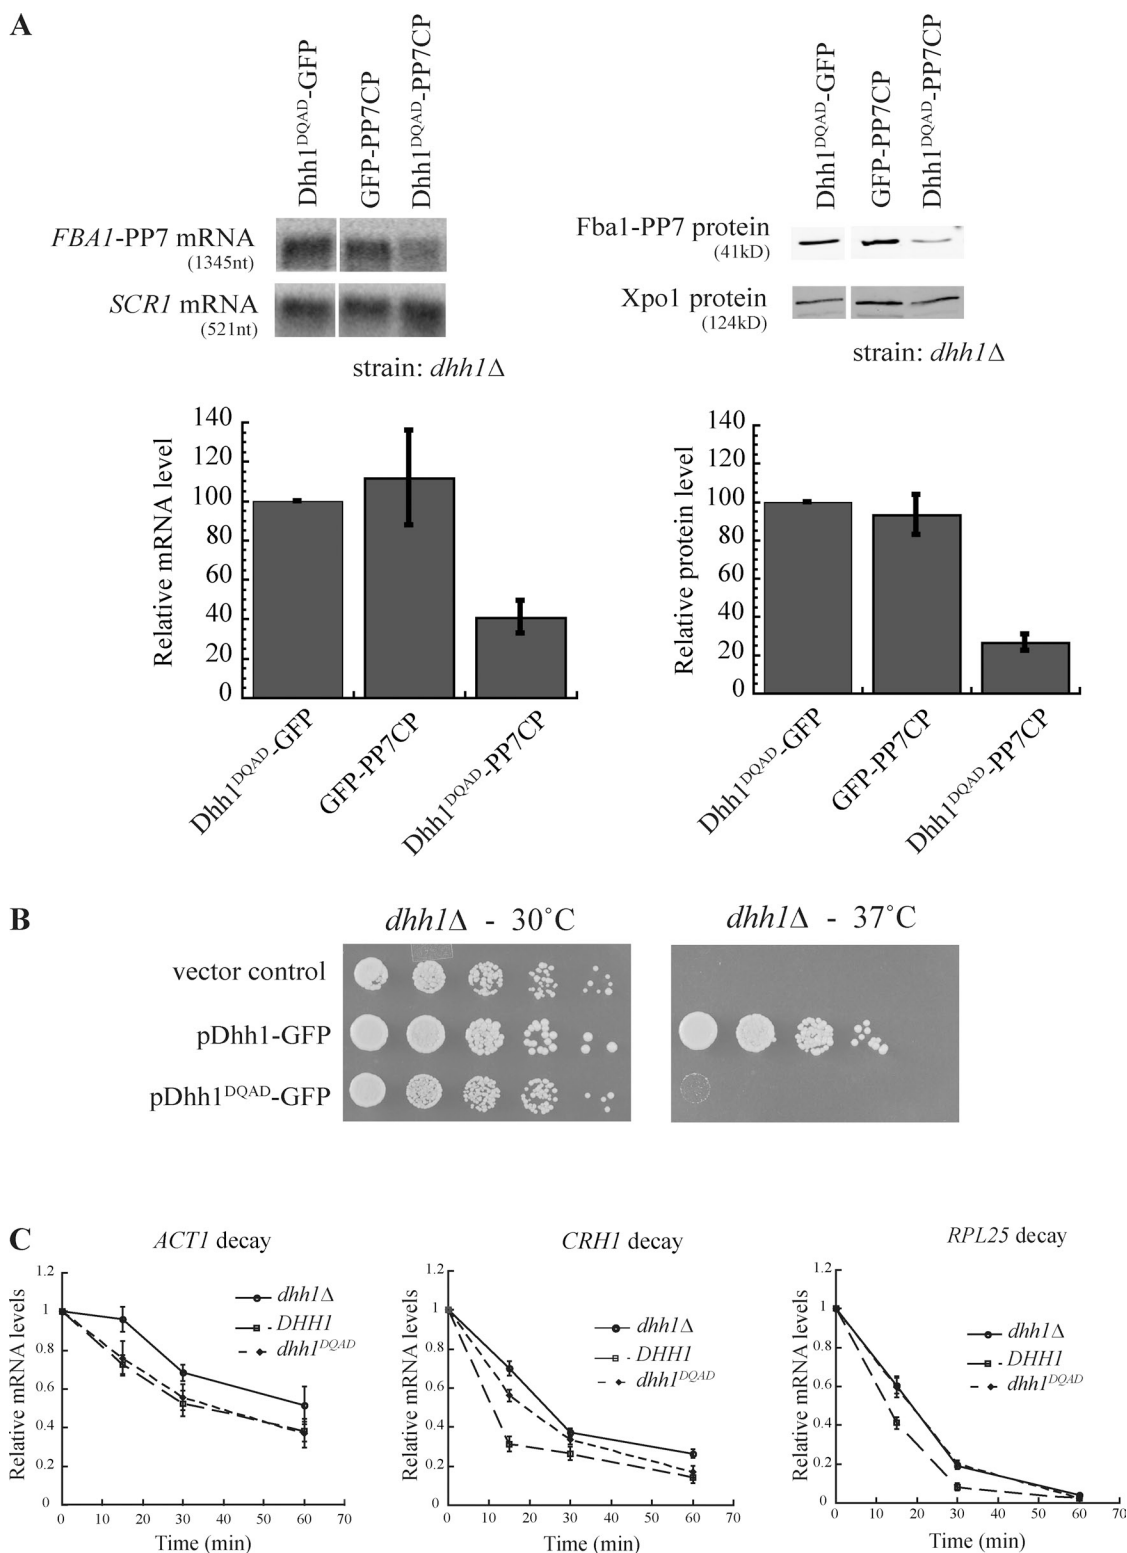 A
Dhh1DQAD-GFP
GFP-PP7CP
Dhh1DQAD-PP7CP
FBA1-PP7 mRNA
(1345nt)
SCR1 mRNA
(521nt)
strain: dhh1Δ
Dhh1DQAD-GFP
GFP-PP7CP
Dhh1DQAD-PP7CP
Fba1-PP7 protein
(41kD)
Xpo1 protein
(124kD)
strain: dhh1Δ
Relative mRNA level
140
120
100
80
60
40
20
0
Dhh1DQAD-GFP
GFP-PP7CP
Dhh1DQAD-PP7CP
Relative protein level
140
120
100
80
60
40
20
0
Dhh1DQAD-GFP
GFP-PP7CP
Dhh1DQAD-PP7CP
B
dhh1Δ - 30˚C
dhh1Δ - 37˚C
vector control
pDhh1-GFP
pDhh1DQAD-GFP
C
ACT1 decay
Relative mRNA levels
1.2
1
0.8
0.6
0.4
0.2
0
0 10 20 30 40 50 60 70
Time (min)
dhh1Δ
DHH1
dhh1DQAD
CRH1 decay
Relative mRNA levels
1.2
1
0.8
0.6
0.4
0.2
0
0 10 20 30 40 50 60 70
Time (min)
dhh1Δ
DHH1
dhh1DQAD
RPL25 decay
Relative mRNA levels
1.2
1
0.8
0.6
0.4
0.2
0
0 10 20 30 40 50 60 70
Time (min)
dhh1Δ
DHH1
dhh1DQAD